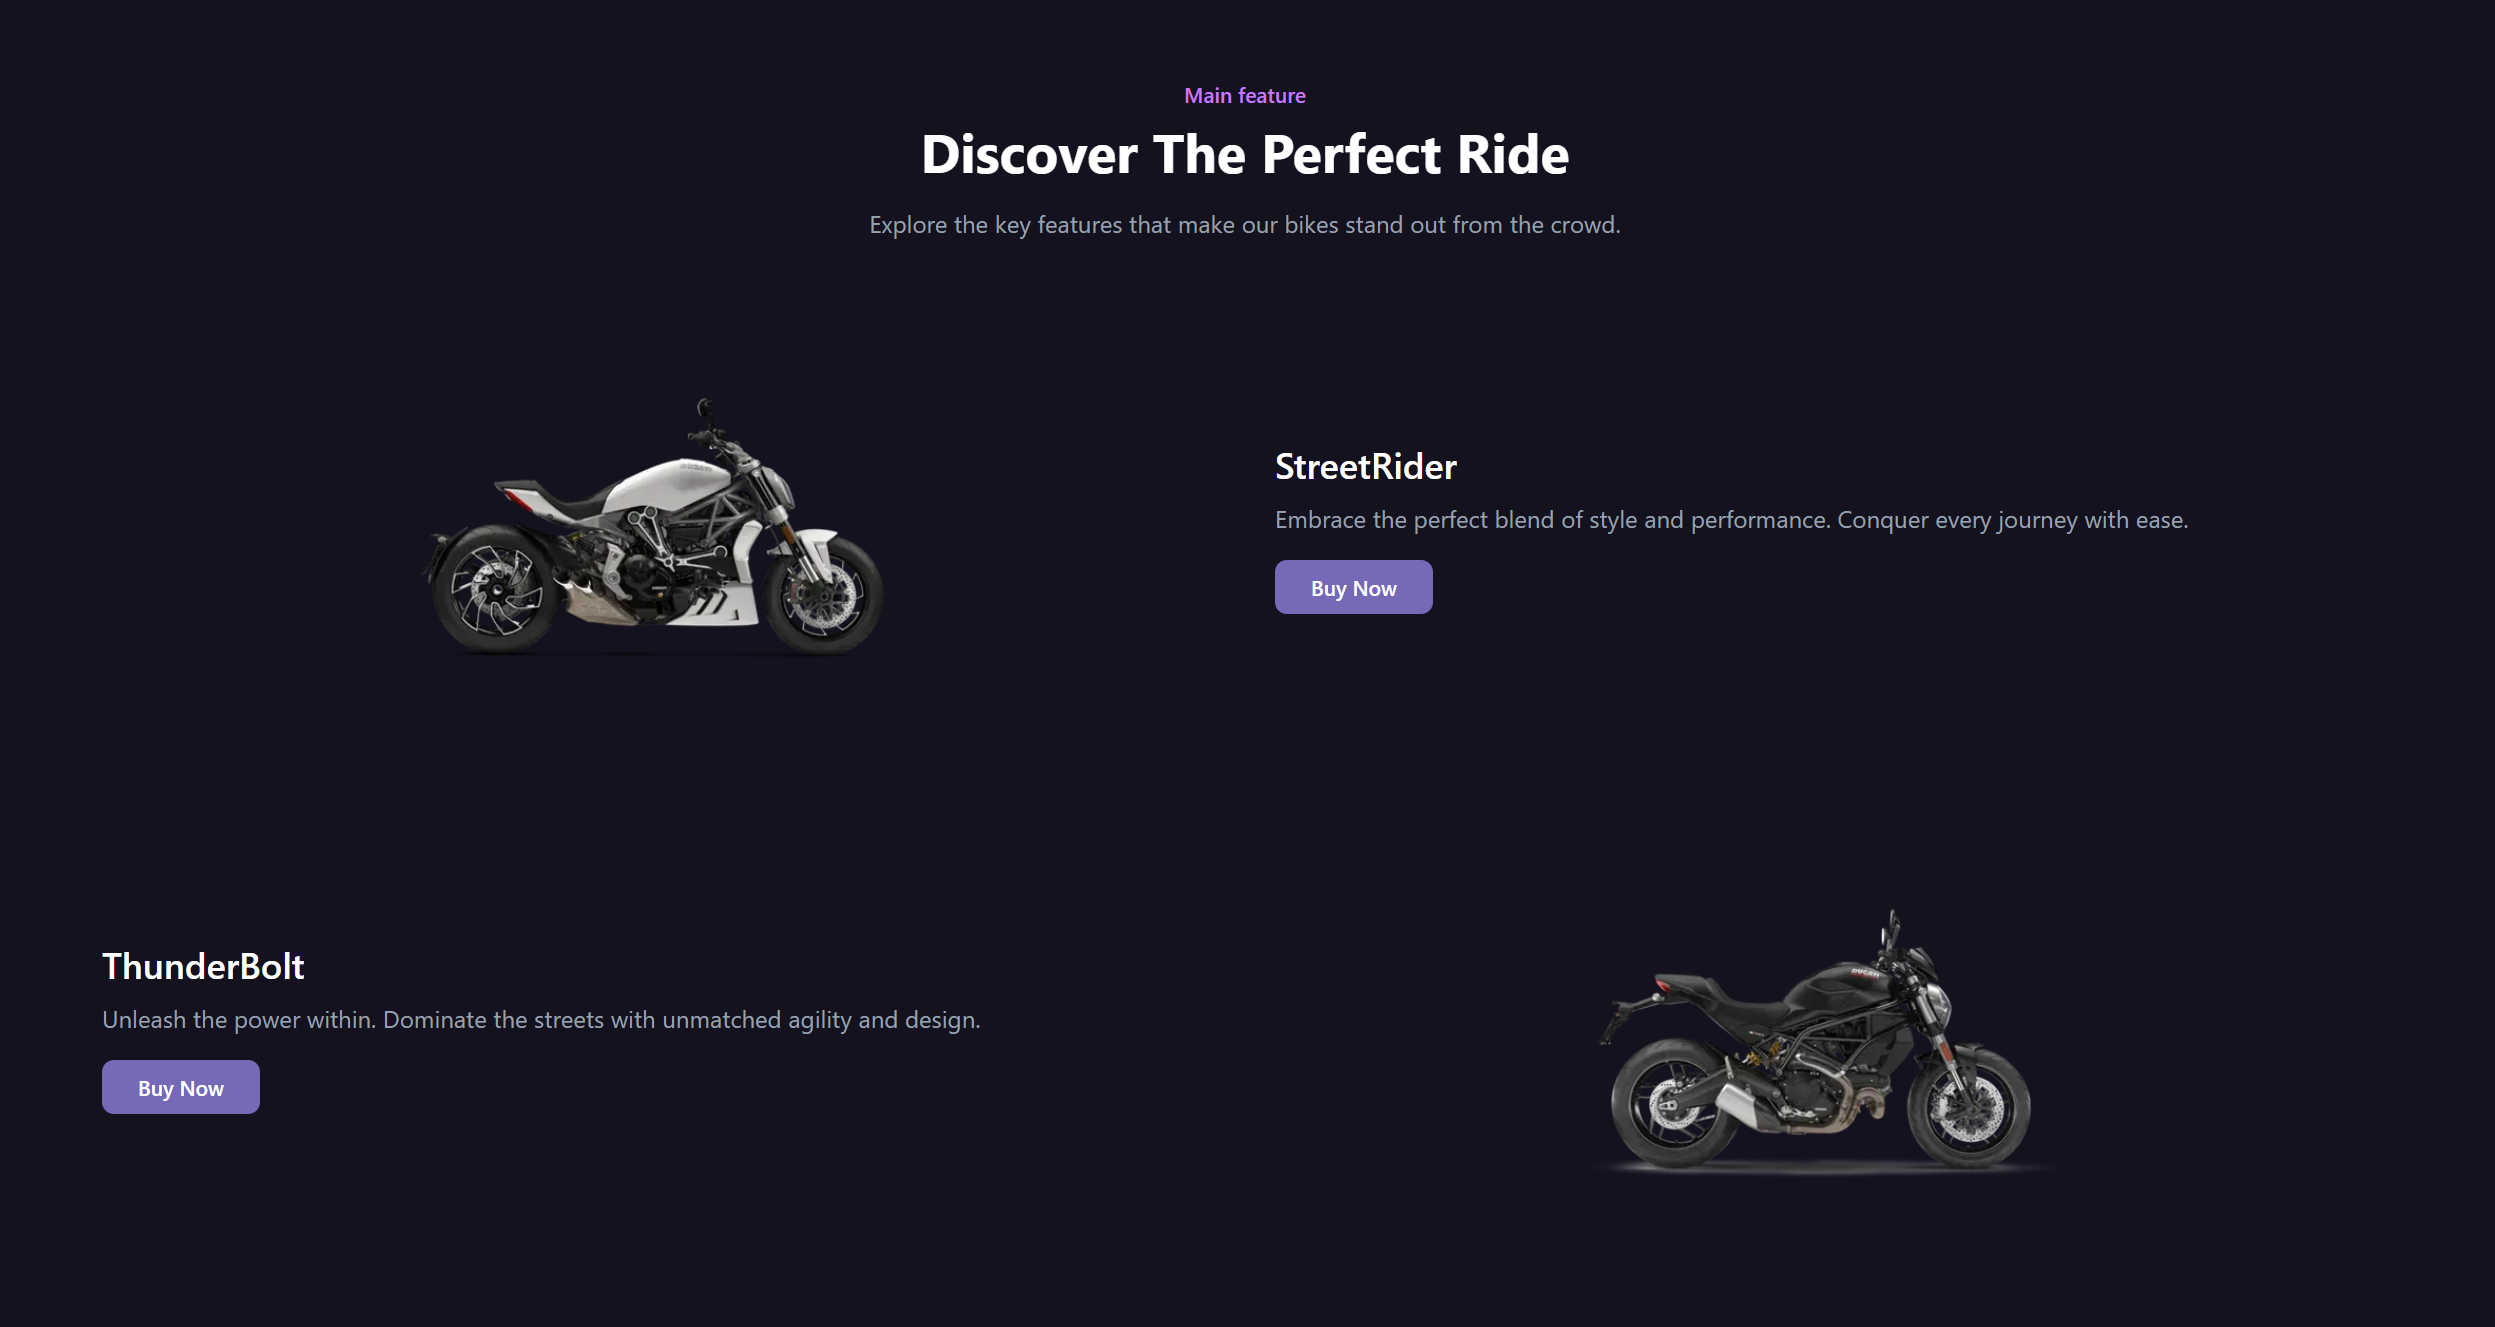 Main feature
Discover The Perfect Ride
Explore the key features that make our bikes stand out from the crowd.
DUCATI
StreetRider
Embrace the perfect blend of style and performance. Conquer every journey with ease.
Buy Now
DUCATI
ThunderBolt
Unleash the power within. Dominate the streets with unmatched agility and design.
Buy Now